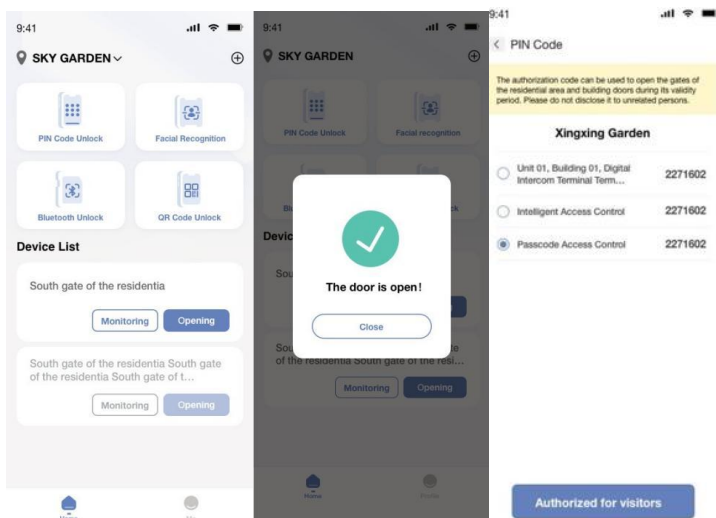 9:41
SKY GARDEN
PIN Code Unlock
Facial Recognition
Bluetooth Unlock
QR Code Unlock
Device List
South gate of the residentia
Monitoring
Opening
South gate of the residentia South gate
of the residentia South gate of t...
Monitoring
Opening
Home
9:41
SKY GARDEN
PIN Code Unlock
Facial recognition
Devic
Sou
The door is open!
Close
Sou
te
of the residentia South gate of the resi...
Monitoring
Opening
Home
Profile
9:41
PIN Code
The authorization code can be used to open the gates of
the residential area and building doors during its validity
period. Please do not disclose it to unrelated persons.
Xingxing Garden
Unit 01, Building 01, Digital
Intercom Terminal Term...
2271602
Intelligent Access Control
2271602
Passcode Access Control
2271602
Authorized for visitors